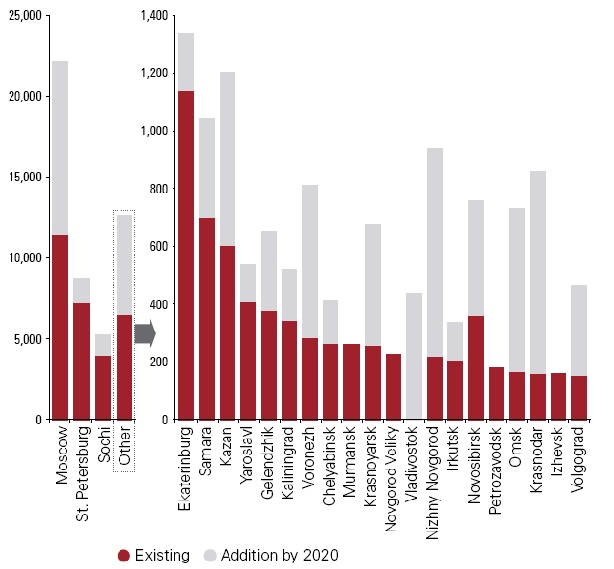 25,000
20,000
15,000
10,000
5,000
0
Moscow
St. Petersburg
Sochi
Other
1,400
1,200
1,000
800
600
400
200
0
Ekaterinburg
Samara
Kazan
Yaroslavl
Gelenczhik
Kaliningrad
Voronezh
Chelyabinsk
Murmansk
Krasnoyarsk
Novgorod Veliky
Vladivostok
Nizhny Novgorod
Irkutsk
Novosibirsk
Petrozavodsk
Omsk
Krasnodar
Izhevsk
Volgograd
Existing Addition by 2020